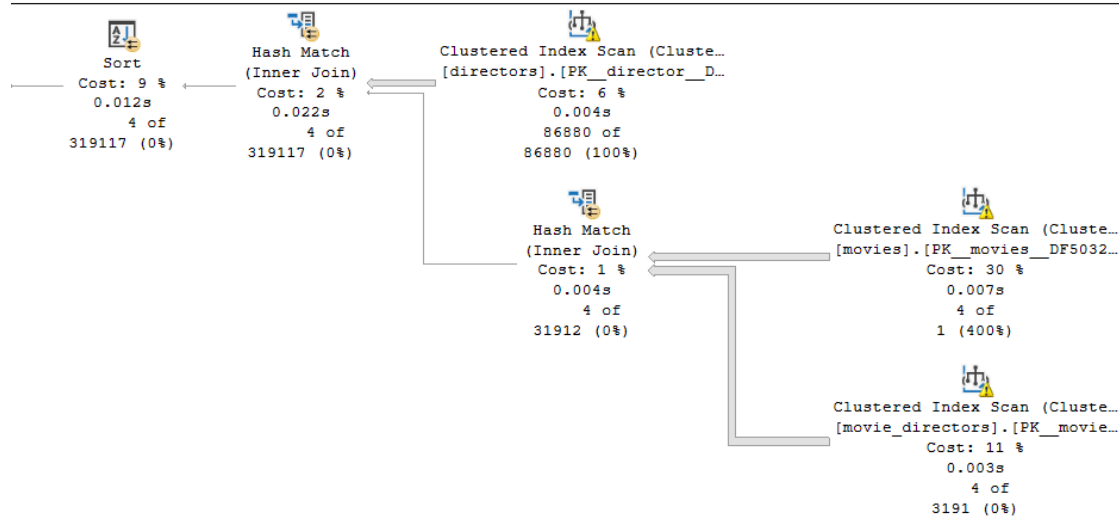 Sort
Cost: 9 %
0.012s
4 of
319117 (0%)
Hash Match
(Inner Join)
Cost: 2 %
0.022s
4 of
319117 (0%)
Clustered Index Scan (Cluste…
[directors].[PK__director__D…
Cost: 6 %
0.004s
86880 of
86880 (100%)
Hash Match
(Inner Join)
Cost: 1 %
0.004s
4 of
31912 (0%)
Clustered Index Scan (Cluste…
[movies].[PK__movies__DF5032…
Cost: 30 %
0.007s
4 of
1 (400%)
Clustered Index Scan (Cluste…
[movie_directors].[PK__movie…
Cost: 11 %
0.003s
4 of
3191 (0%)